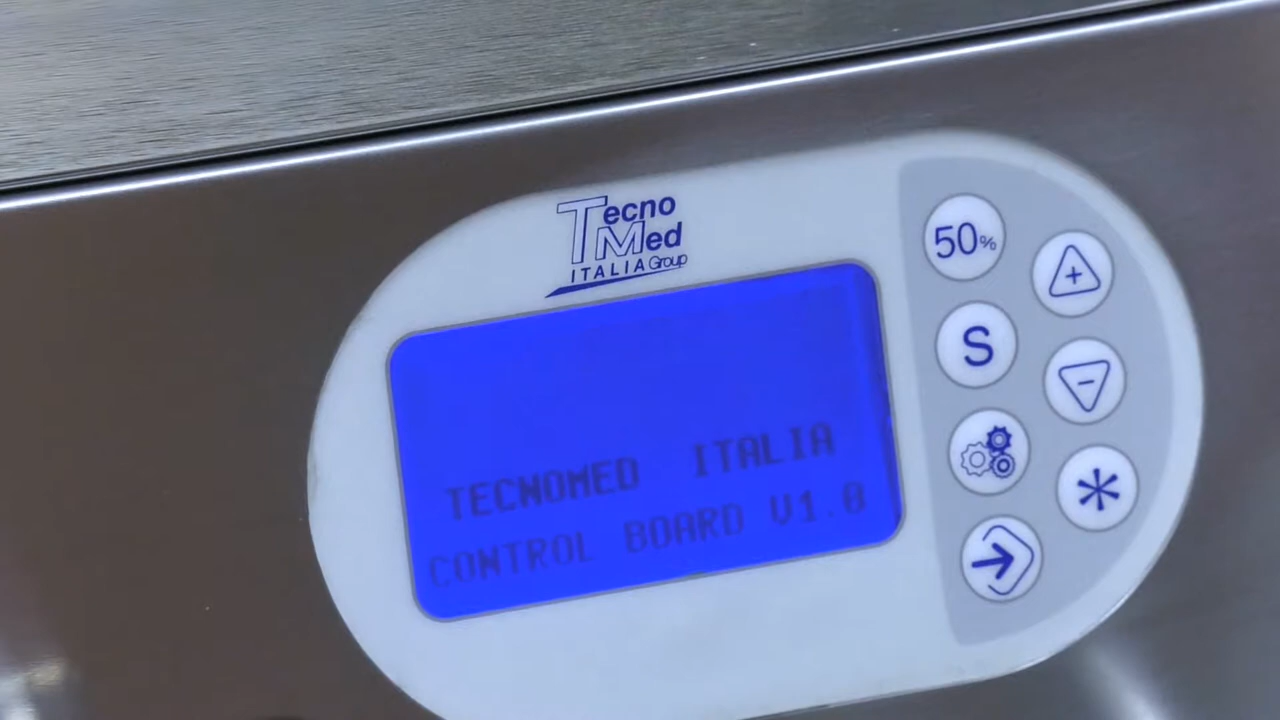 Tecno
Med
ITALIA Group
TECNOMED ITALIA
CONTROL BOARD V1.0
50%
+
S
-
*